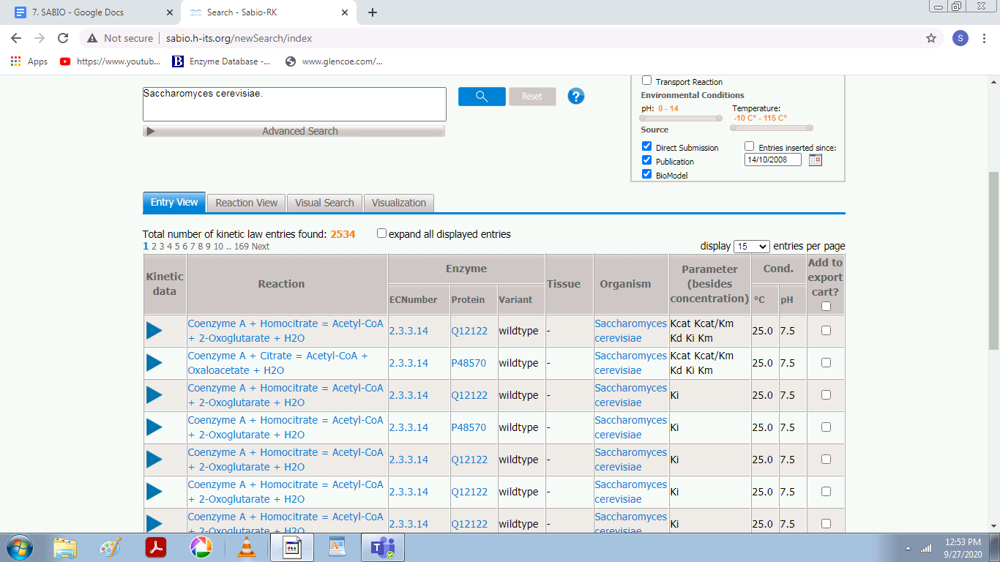 7. SABIO - Google Docs
Search - Sabio-RK
Not secure | sabio.h-its.org/newSearch/index
S
Apps
https://www.youtub...
B
Enzyme Database -...
www.glencoe.com/...
Saccharomyces cerevisiae.
Reset
?
Advanced Search
Transport Reaction
Environmental Conditions
pH: 0 - 14
Temperature:
-10 C° - 115 C°
Source
Direct Submission
Entries inserted since:
Publication
14/10/2008
BioModel
Entry View
Reaction View
Visual Search
Visualization
Total number of kinetic law entries found: 2534
expand all displayed entries
1 2 3 4 5 6 7 8 9 10 .. 169 Next
display 15 entries per page
Kinetic data
Reaction
Enzyme
ECNumber
Protein
Variant
Tissue
Organism
Parameter
(besides
concentration)
Cond.
°C
pH
Add to
export
cart?
Coenzyme A + Homocitrate = Acetyl-CoA
+ 2-Oxoglutarate + H2O
2.3.3.14
Q12122
wildtype
-
Saccharomyces
cerevisiae
Kcat Kcat/Km
Kd Ki Km
25.0
7.5
Coenzyme A + Citrate = Acetyl-CoA +
Oxaloacetate + H2O
2.3.3.14
P48570
wildtype
-
Saccharomyces
cerevisiae
Kcat Kcat/Km
Kd Ki Km
25.0
7.5
Coenzyme A + Homocitrate = Acetyl-CoA
+ 2-Oxoglutarate + H2O
2.3.3.14
Q12122
wildtype
-
Saccharomyces
cerevisiae
Ki
25.0
7.5
Coenzyme A + Homocitrate = Acetyl-CoA
+ 2-Oxoglutarate + H2O
2.3.3.14
P48570
wildtype
-
Saccharomyces
cerevisiae
Ki
25.0
7.5
Coenzyme A + Homocitrate = Acetyl-CoA
+ 2-Oxoglutarate + H2O
2.3.3.14
Q12122
wildtype
-
Saccharomyces
cerevisiae
Ki
25.0
7.5
Coenzyme A + Homocitrate = Acetyl-CoA
+ 2-Oxoglutarate + H2O
2.3.3.14
Q12122
wildtype
-
Saccharomyces
cerevisiae
Ki
25.0
7.5
Coenzyme A + Homocitrate = Acetyl-CoA
+ 2-Oxoglutarate + H2O
2.3.3.14
Q12122
wildtype
-
Saccharomyces
cerevisiae
Ki
25.0
7.5
12:53 PM
9/27/2020